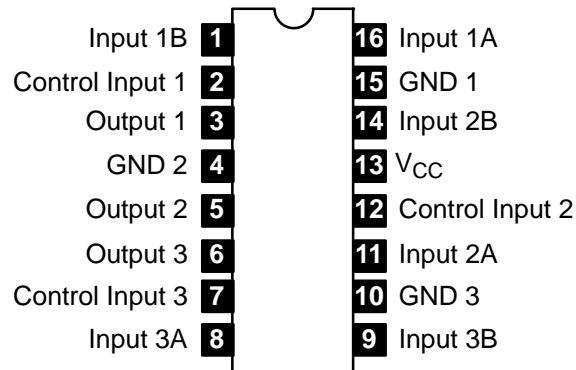 Input 1B 1 16 Input 1A
Control Input 1 2 15 GND 1
Output 1 3 14 Input 2B
GND 2 4 13 VCC
Output 2 5 12 Control Input 2
Output 3 6 11 Input 2A
Control Input 3 7 10 GND 3
Input 3A 8 9 Input 3B